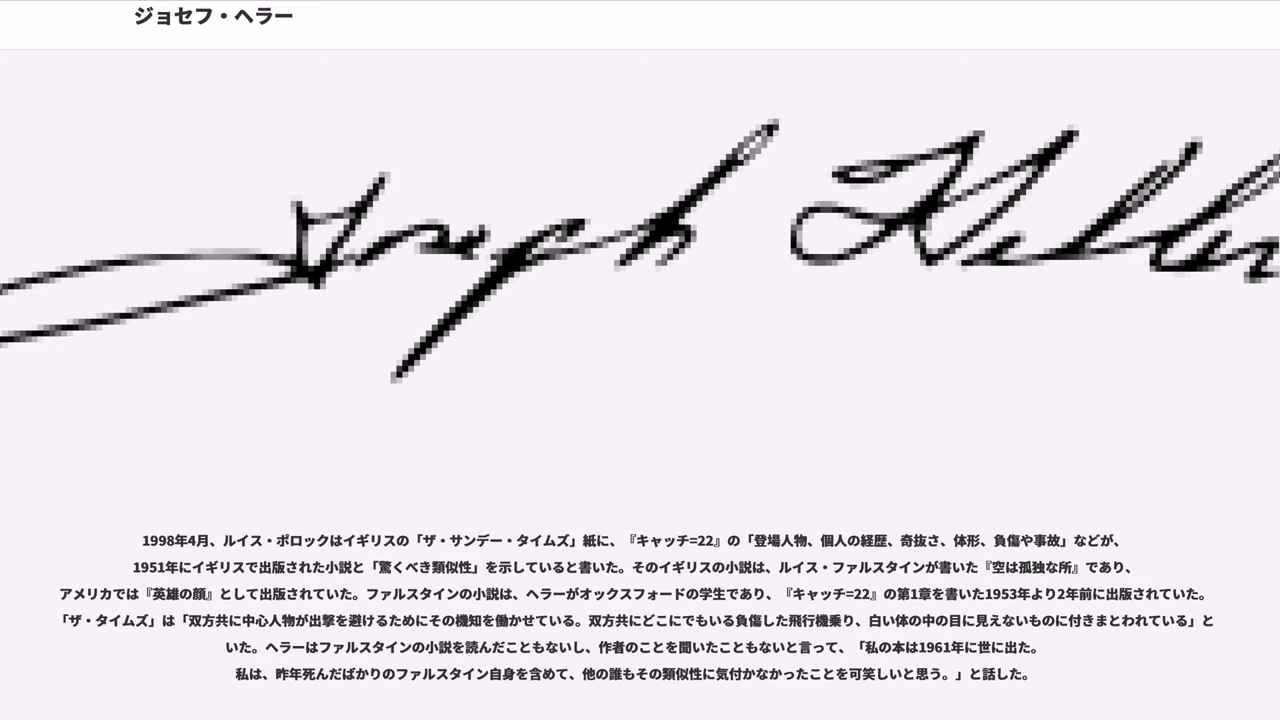 ジョセフ・ヘラー
Joseph Heller
1998年4月、ルイス・ポロックはイギリスの「ザ・サンデー・タイムズ」紙に、『キャッチ=22』の「登場人物、個人の経歴、奇抜さ、体形、負傷や事故」などが、
1951年にイギリスで出版された小説と「驚くべき類似性」を示していると書いた。そのイギリスの小説は、ルイス・ファルスタインが書いた『空は孤独な所』であり、
アメリカでは『英雄の顔』として出版されていた。ファルスタインの小説は、ヘラーがオックスフォードの学生であり、『キャッチ=22』の第1章を書いた1953年より2年前に出版されていた。
「ザ・タイムズ」は「双方共に中心人物が出撃を避けるためにその機知を働かせている。双方共にどこにでもいる負傷した飛行機乗り、白い体の中の目に見えないものに付きまとわれている」と
いた。ヘラーはファルスタインの小説を読んだこともないし、作者のことを聞いたこともないと言って、「私の本は1961年に世に出た。
私は、昨年死んだばかりのファルスタイン自身を含めて、他の誰もその類似性に気付かなかったことを可笑しいと思う。」と話した。